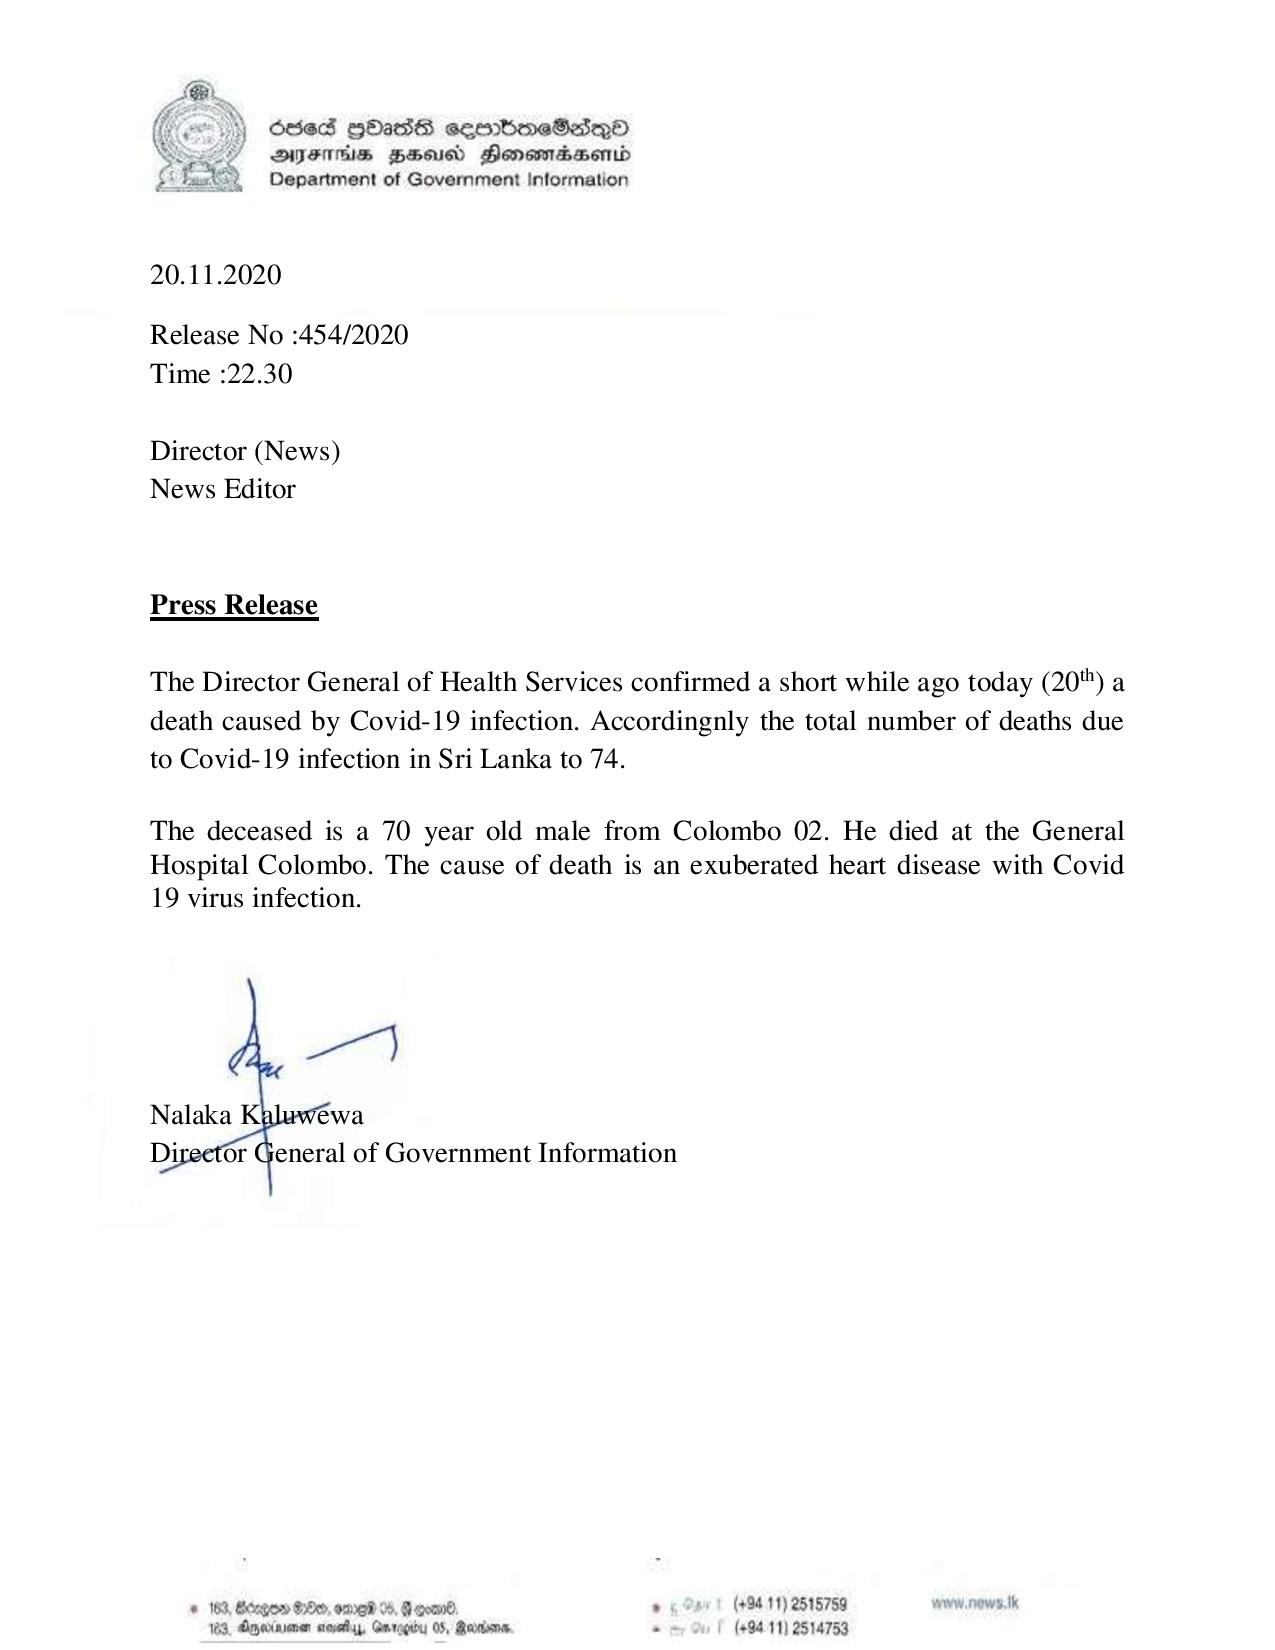 රජයේ ප්‍රවෘත්ති දෙපාර්තමේන්තුව
அரசாங்க தகவல் திணைக்களம்
Department of Government Information
20.11.2020
Release No :454/2020
Time :22.30
Director (News)
News Editor
Press Release
The Director General of Health Services confirmed a short while ago today (20th) a
death caused by Covid-19 infection. Accordingnly the total number of deaths due
to Covid-19 infection in Sri Lanka to 74.
The deceased is a 70 year old male from Colombo 02. He died at the General
Hospital Colombo. The cause of death is an exuberated heart disease with Covid
19 virus infection.
Nalaka Kaluwewa
Director General of Government Information
163, කිරුලපන මාවත, කොළඹ 05, ශ්‍රී ලංකාව.
163, கிருலப்பனை எவனியூ, கொழும்பு 05, இலங்கை.
(+94 11) 2515759
(+94 11) 2514753
www.news.lk